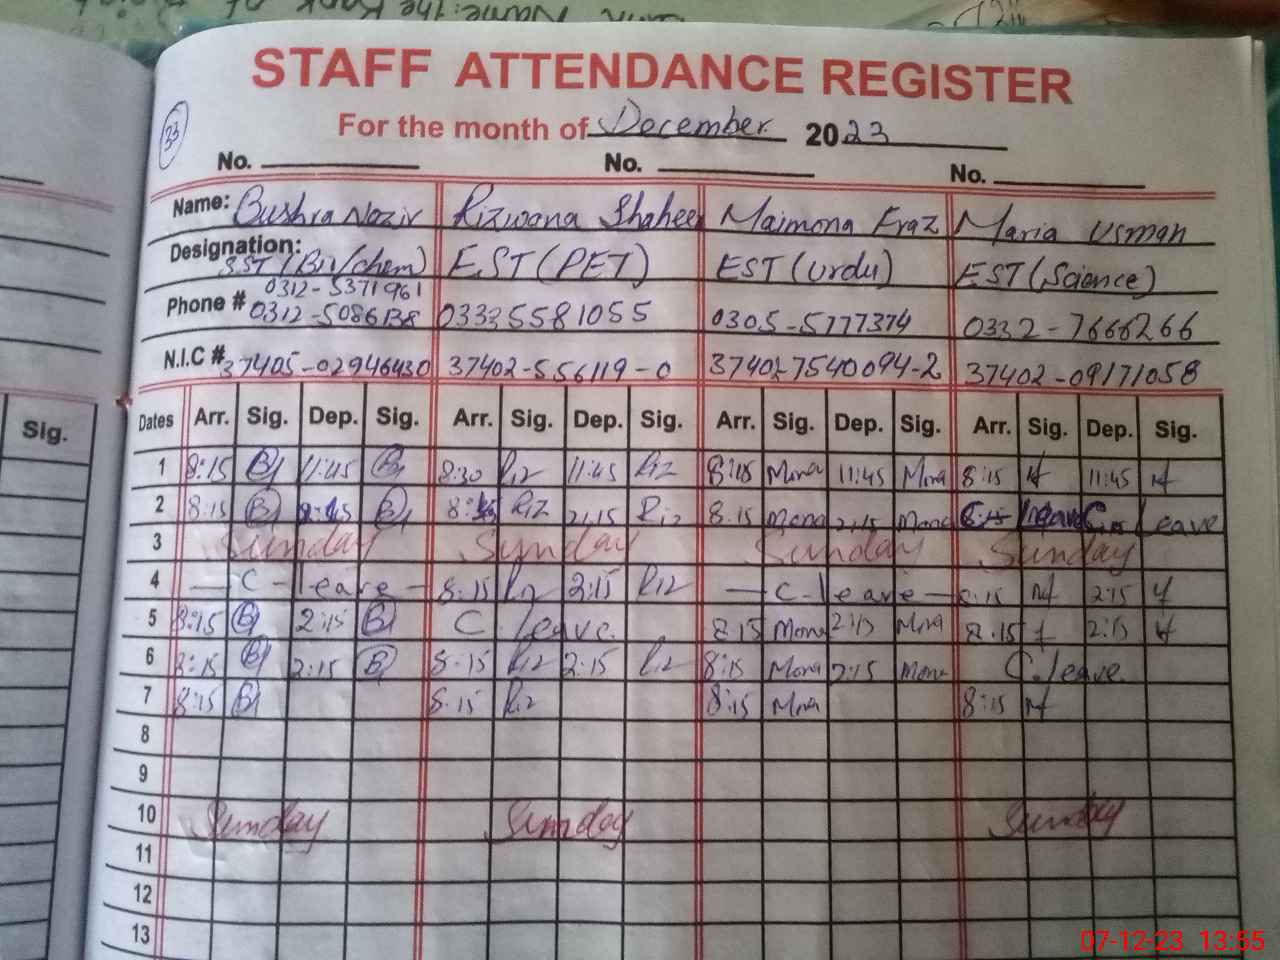 STAFF ATTENDANCE REGISTER
33
For the month of December. 2023
No. No. No.
Name: Bushra Nazir Rizwana Shaheen Maimona Fraz Maria Usman
Designation: SST (Bio/chem) EST (PET) EST (Urdu) EST (Science)
0312-5371961
Phone # 0312-5086138 03335581055 0305-5777374 0332-7666266
N.I.C # 37405-02946430 37402-556119-0 37402-7540094-2 37402-09171058
Sig. Dates Arr. Sig. Dep. Sig. Arr. Sig. Dep. Sig. Arr. Sig. Dep. Sig. Arr. Sig. Dep. Sig.
1 8:15 B 11:45 B 8:30 Riz 11:45 Riz 8:15 Mona 11:45 Mona 8:15 11:45
2 8:15 B B Riz 2:15 Riz 8:15 Mona 2:15 Mona leave
3 Sunday Sunday Sunday Sunday
4 — C - leave - 8:15 Riz 2:15 Riz — C - leave — 8:15 2:15
5 8:15 B 2:15 B C. leave. 8:15 Mona 2:15 Mona 8:15 2:15
6 8:15 B 2:15 B 8:15 Riz 2:15 Riz 8:15 Mona 2:15 Mona C. leave.
7 8:15 B 8:15 Riz 8:15 Mona 8:15
8
9
10 Sunday Sunday Sunday
11
12
13
07-12-23 13:55